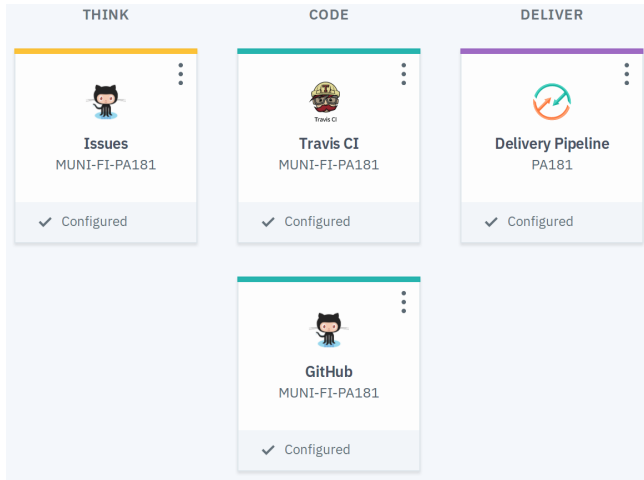 THINK
CODE
DELIVER
Issues
MUNI-FI-PA181
Configured
Travis CI
Travis CI
MUNI-FI-PA181
Configured
Delivery Pipeline
PA181
Configured
GitHub
MUNI-FI-PA181
Configured